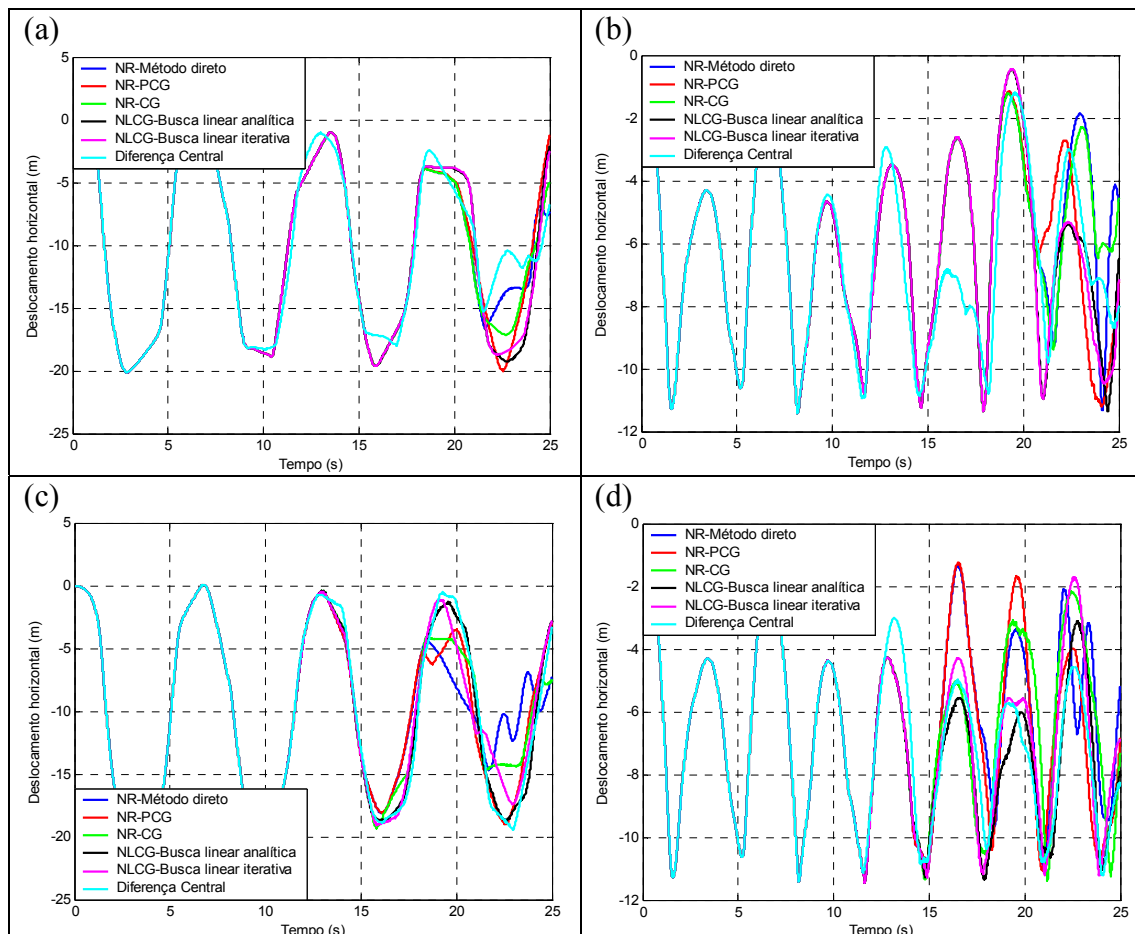 (a)
5
0
-5
-10
-15
-20
-25
Deslocamento horizontal (m)
NR-Método direto
NR-PCG
NR-CG
NLCG-Busca linear analítica
NLCG-Busca linear iterativa
Diferença Central
0 5 10 15 20 25
Tempo (s)
(b)
0
-2
-4
-6
-8
-10
-12
Deslocamento horizontal (m)
NR-Método direto
NR-PCG
NR-CG
NLCG-Busca linear analítica
NLCG-Busca linear iterativa
Diferença Central
0 5 10 15 20 25
Tempo (s)
(c)
5
0
-5
-10
-15
-20
-25
Deslocamento horizontal (m)
NR-Método direto
NR-PCG
NR-CG
NLCG-Busca linear analítica
NLCG-Busca linear iterativa
Diferença Central
0 5 10 15 20 25
Tempo (s)
(d)
0
-2
-4
-6
-8
-10
-12
Deslocamento horizontal (m)
NR-Método direto
NR-PCG
NR-CG
NLCG-Busca linear analítica
NLCG-Busca linear iterativa
Diferença Central
0 5 10 15 20 25
Tempo (s)